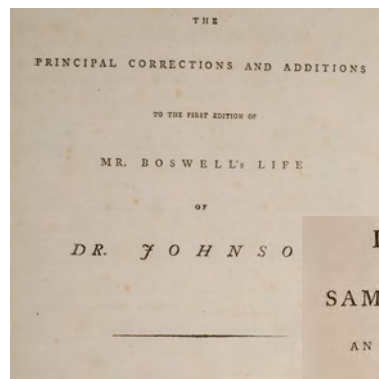 THE
PRINCIPAL CORRECTIONS AND ADDITIONS
TO THE FIRST EDITION OF
MR. BOSWELL's LIFE
OF
DR. JOHNSO
SAM
AN